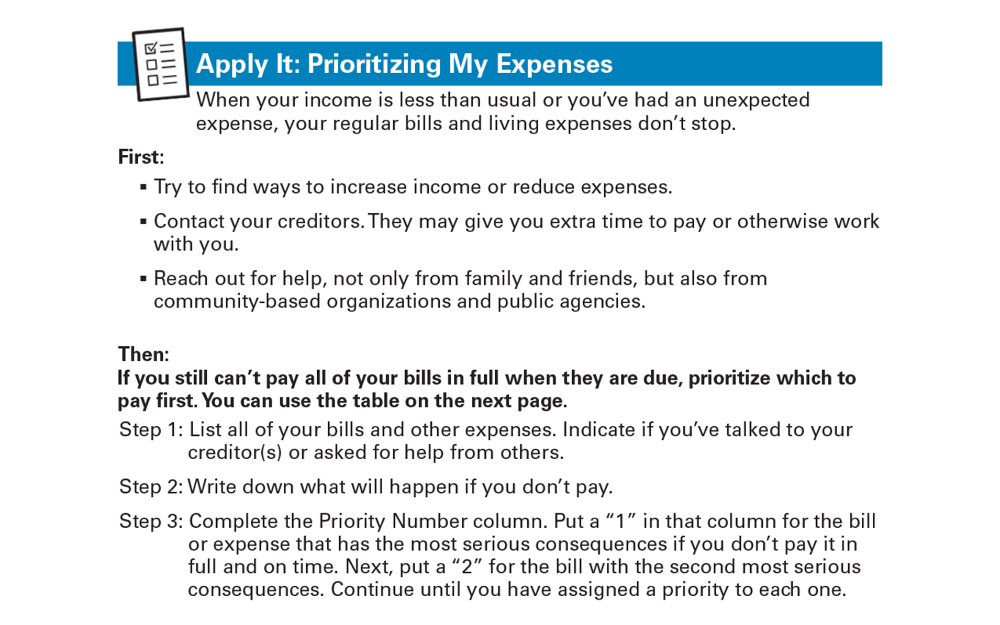 Apply It: Prioritizing My Expenses
When your income is less than usual or you’ve had an unexpected
expense, your regular bills and living expenses don’t stop.
First:
▪ Try to find ways to increase income or reduce expenses.
▪ Contact your creditors. They may give you extra time to pay or otherwise work
with you.
▪ Reach out for help, not only from family and friends, but also from
community-based organizations and public agencies.
Then:
If you still can’t pay all of your bills in full when they are due, prioritize which to
pay first. You can use the table on the next page.
Step 1: List all of your bills and other expenses. Indicate if you’ve talked to your
creditor(s) or asked for help from others.
Step 2: Write down what will happen if you don’t pay.
Step 3: Complete the Priority Number column. Put a “1” in that column for the bill
or expense that has the most serious consequences if you don’t pay it in
full and on time. Next, put a “2” for the bill with the second most serious
consequences. Continue until you have assigned a priority to each one.